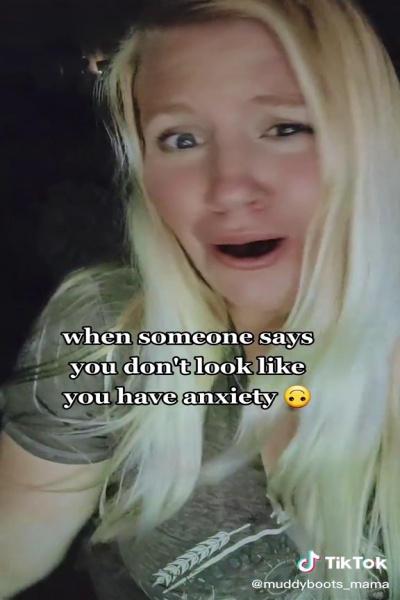 when someone says
you don't look like
you have anxiety 🙃
TikTok
@muddyboots_mama